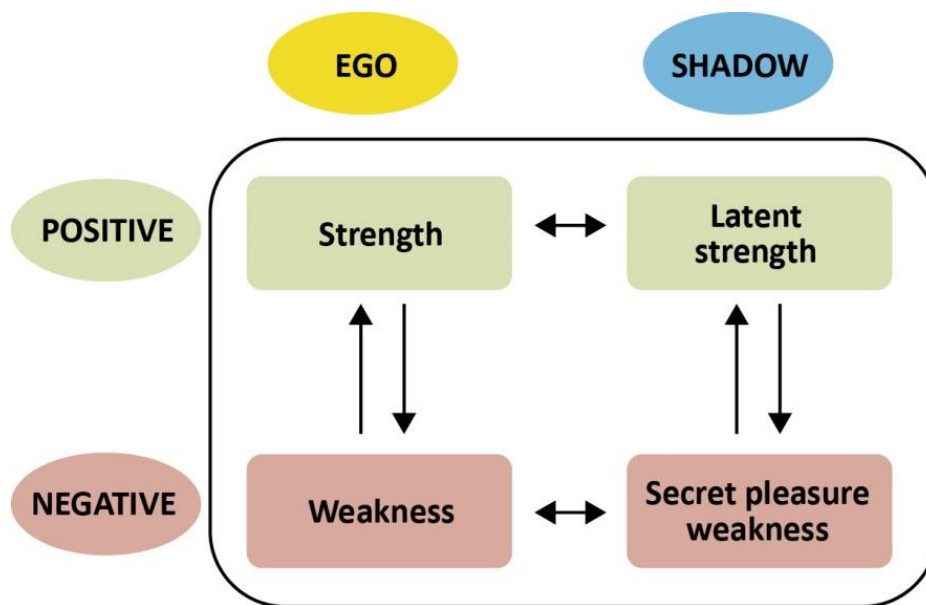 EGO
SHADOW
POSITIVE
Strength
Latent
strength
NEGATIVE
Weakness
Secret pleasure
weakness